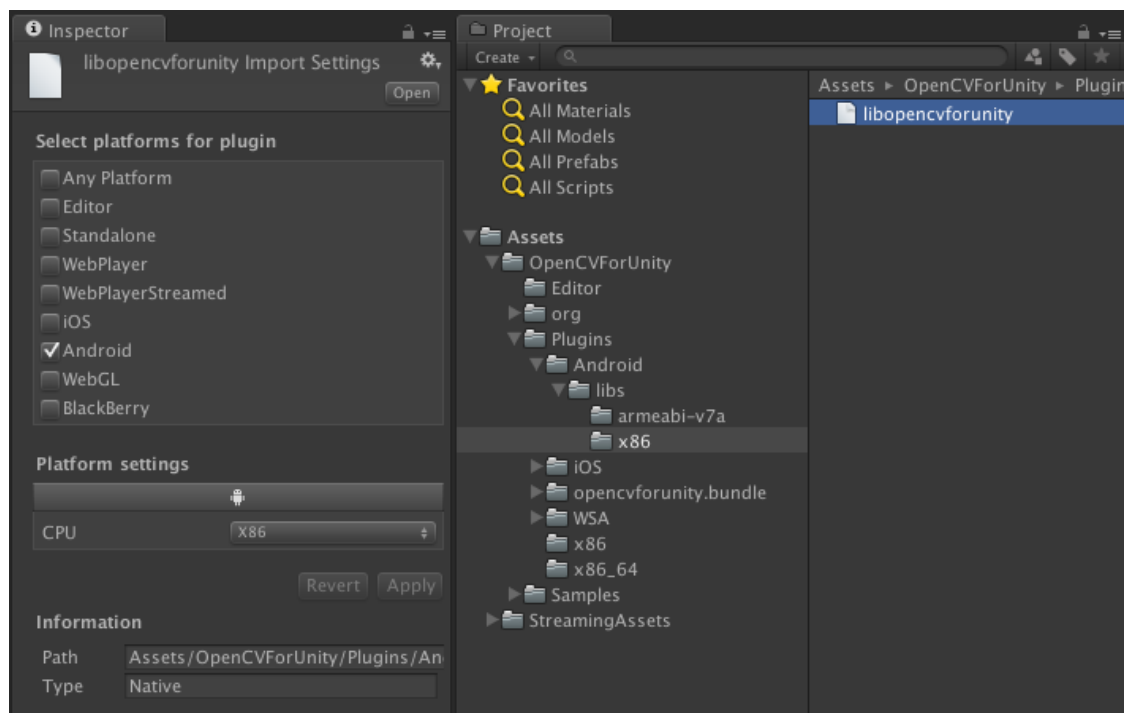 Inspector
libopencvforunity Import Settings
Open
Select platforms for plugin
Any Platform
Editor
Standalone
WebPlayer
WebPlayerStreamed
iOS
Android
WebGL
BlackBerry
Platform settings
CPU X86
Revert Apply
Information
Path Assets/OpenCVForUnity/Plugins/An
Type Native
Project
Create
Favorites
All Materials
All Models
All Prefabs
All Scripts
Assets
OpenCVForUnity
Editor
org
Plugins
Android
libs
armeabi-v7a
x86
iOS
opencvforunity.bundle
WSA
x86
x86_64
Samples
StreamingAssets
Assets ▸ OpenCVForUnity ▸ Plugin
libopencvforunity